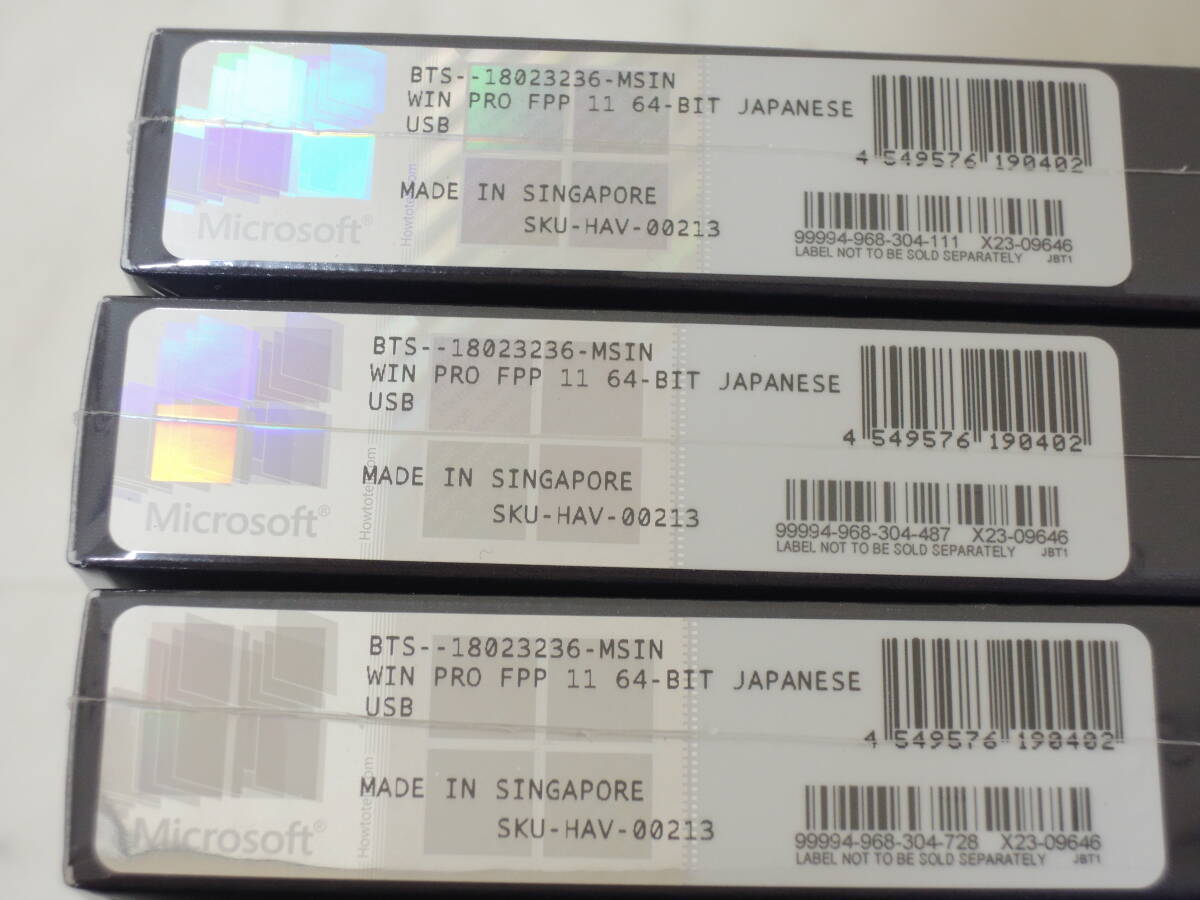 BTS--18023236-MSIN
WIN PRO FPP 11 64-BIT JAPANESE
USB
MADE IN SINGAPORE
SKU-HAV-00213
Microsoft®
4 549576 190402
99994-968-304-111 X23-09646
LABEL NOT TO BE SOLD SEPARATELY JBT1
BTS--18023236-MSIN
WIN PRO FPP 11 64-BIT JAPANESE
USB
MADE IN SINGAPORE
SKU-HAV-00213
Microsoft®
4 549576 190402
99994-968-304-487 X23-09646
LABEL NOT TO BE SOLD SEPARATELY JBT1
BTS--18023236-MSIN
WIN PRO FPP 11 64-BIT JAPANESE
USB
MADE IN SINGAPORE
SKU-HAV-00213
Microsoft®
4 549576 190402
99994-968-304-728 X23-09646
LABEL NOT TO BE SOLD SEPARATELY JBT1